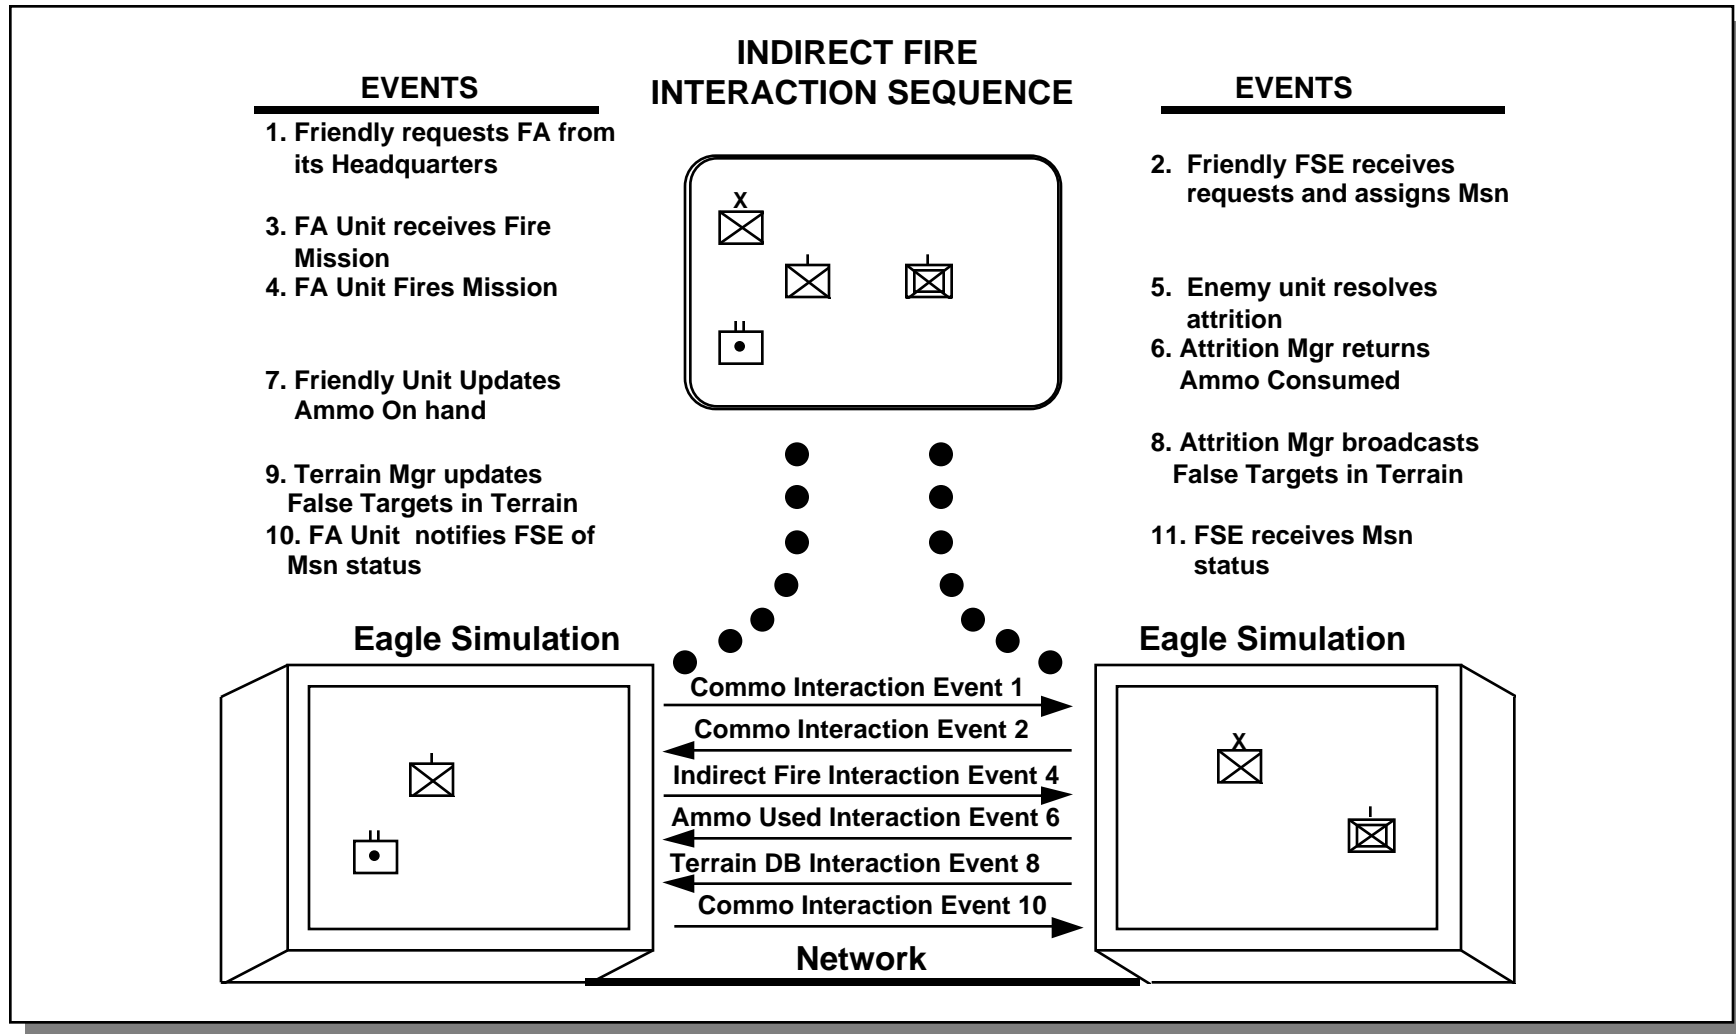 INDIRECT FIRE
INTERACTION SEQUENCE
EVENTS
1. Friendly requests FA from
its Headquarters
3. FA Unit receives Fire
Mission
4. FA Unit Fires Mission
7. Friendly Unit Updates
Ammo On hand
9. Terrain Mgr updates
False Targets in Terrain
10. FA Unit notifies FSE of
Msn status
EVENTS
2. Friendly FSE receives
requests and assigns Msn
5. Enemy unit resolves
attrition
6. Attrition Mgr returns
Ammo Consumed
8. Attrition Mgr broadcasts
False Targets in Terrain
11. FSE receives Msn
status
X
Eagle Simulation
Eagle Simulation
Commo Interaction Event 1
Commo Interaction Event 2
Indirect Fire Interaction Event 4
Ammo Used Interaction Event 6
Terrain DB Interaction Event 8
Commo Interaction Event 10
X
Network